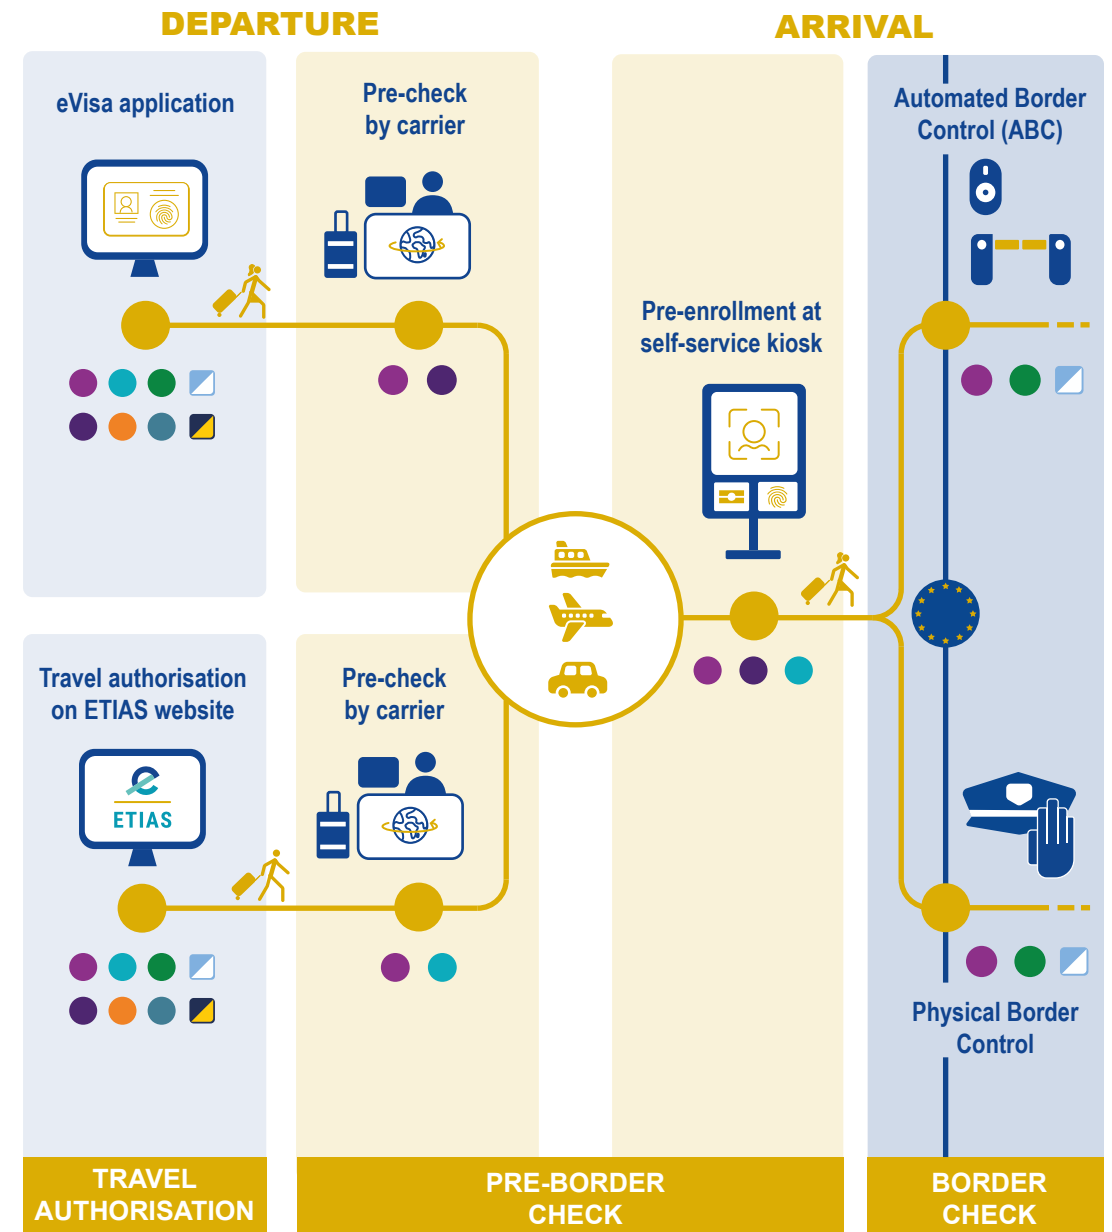 DEPARTURE
ARRIVAL
eVisa application
Pre-check
by carrier
Automated Border
Control (ABC)
Pre-enrollment at
self-service kiosk
Travel authorisation
on ETIAS website
ETIAS
Pre-check
by carrier
Physical Border
Control
TRAVEL
AUTHORISATION
PRE-BORDER
CHECK
BORDER
CHECK